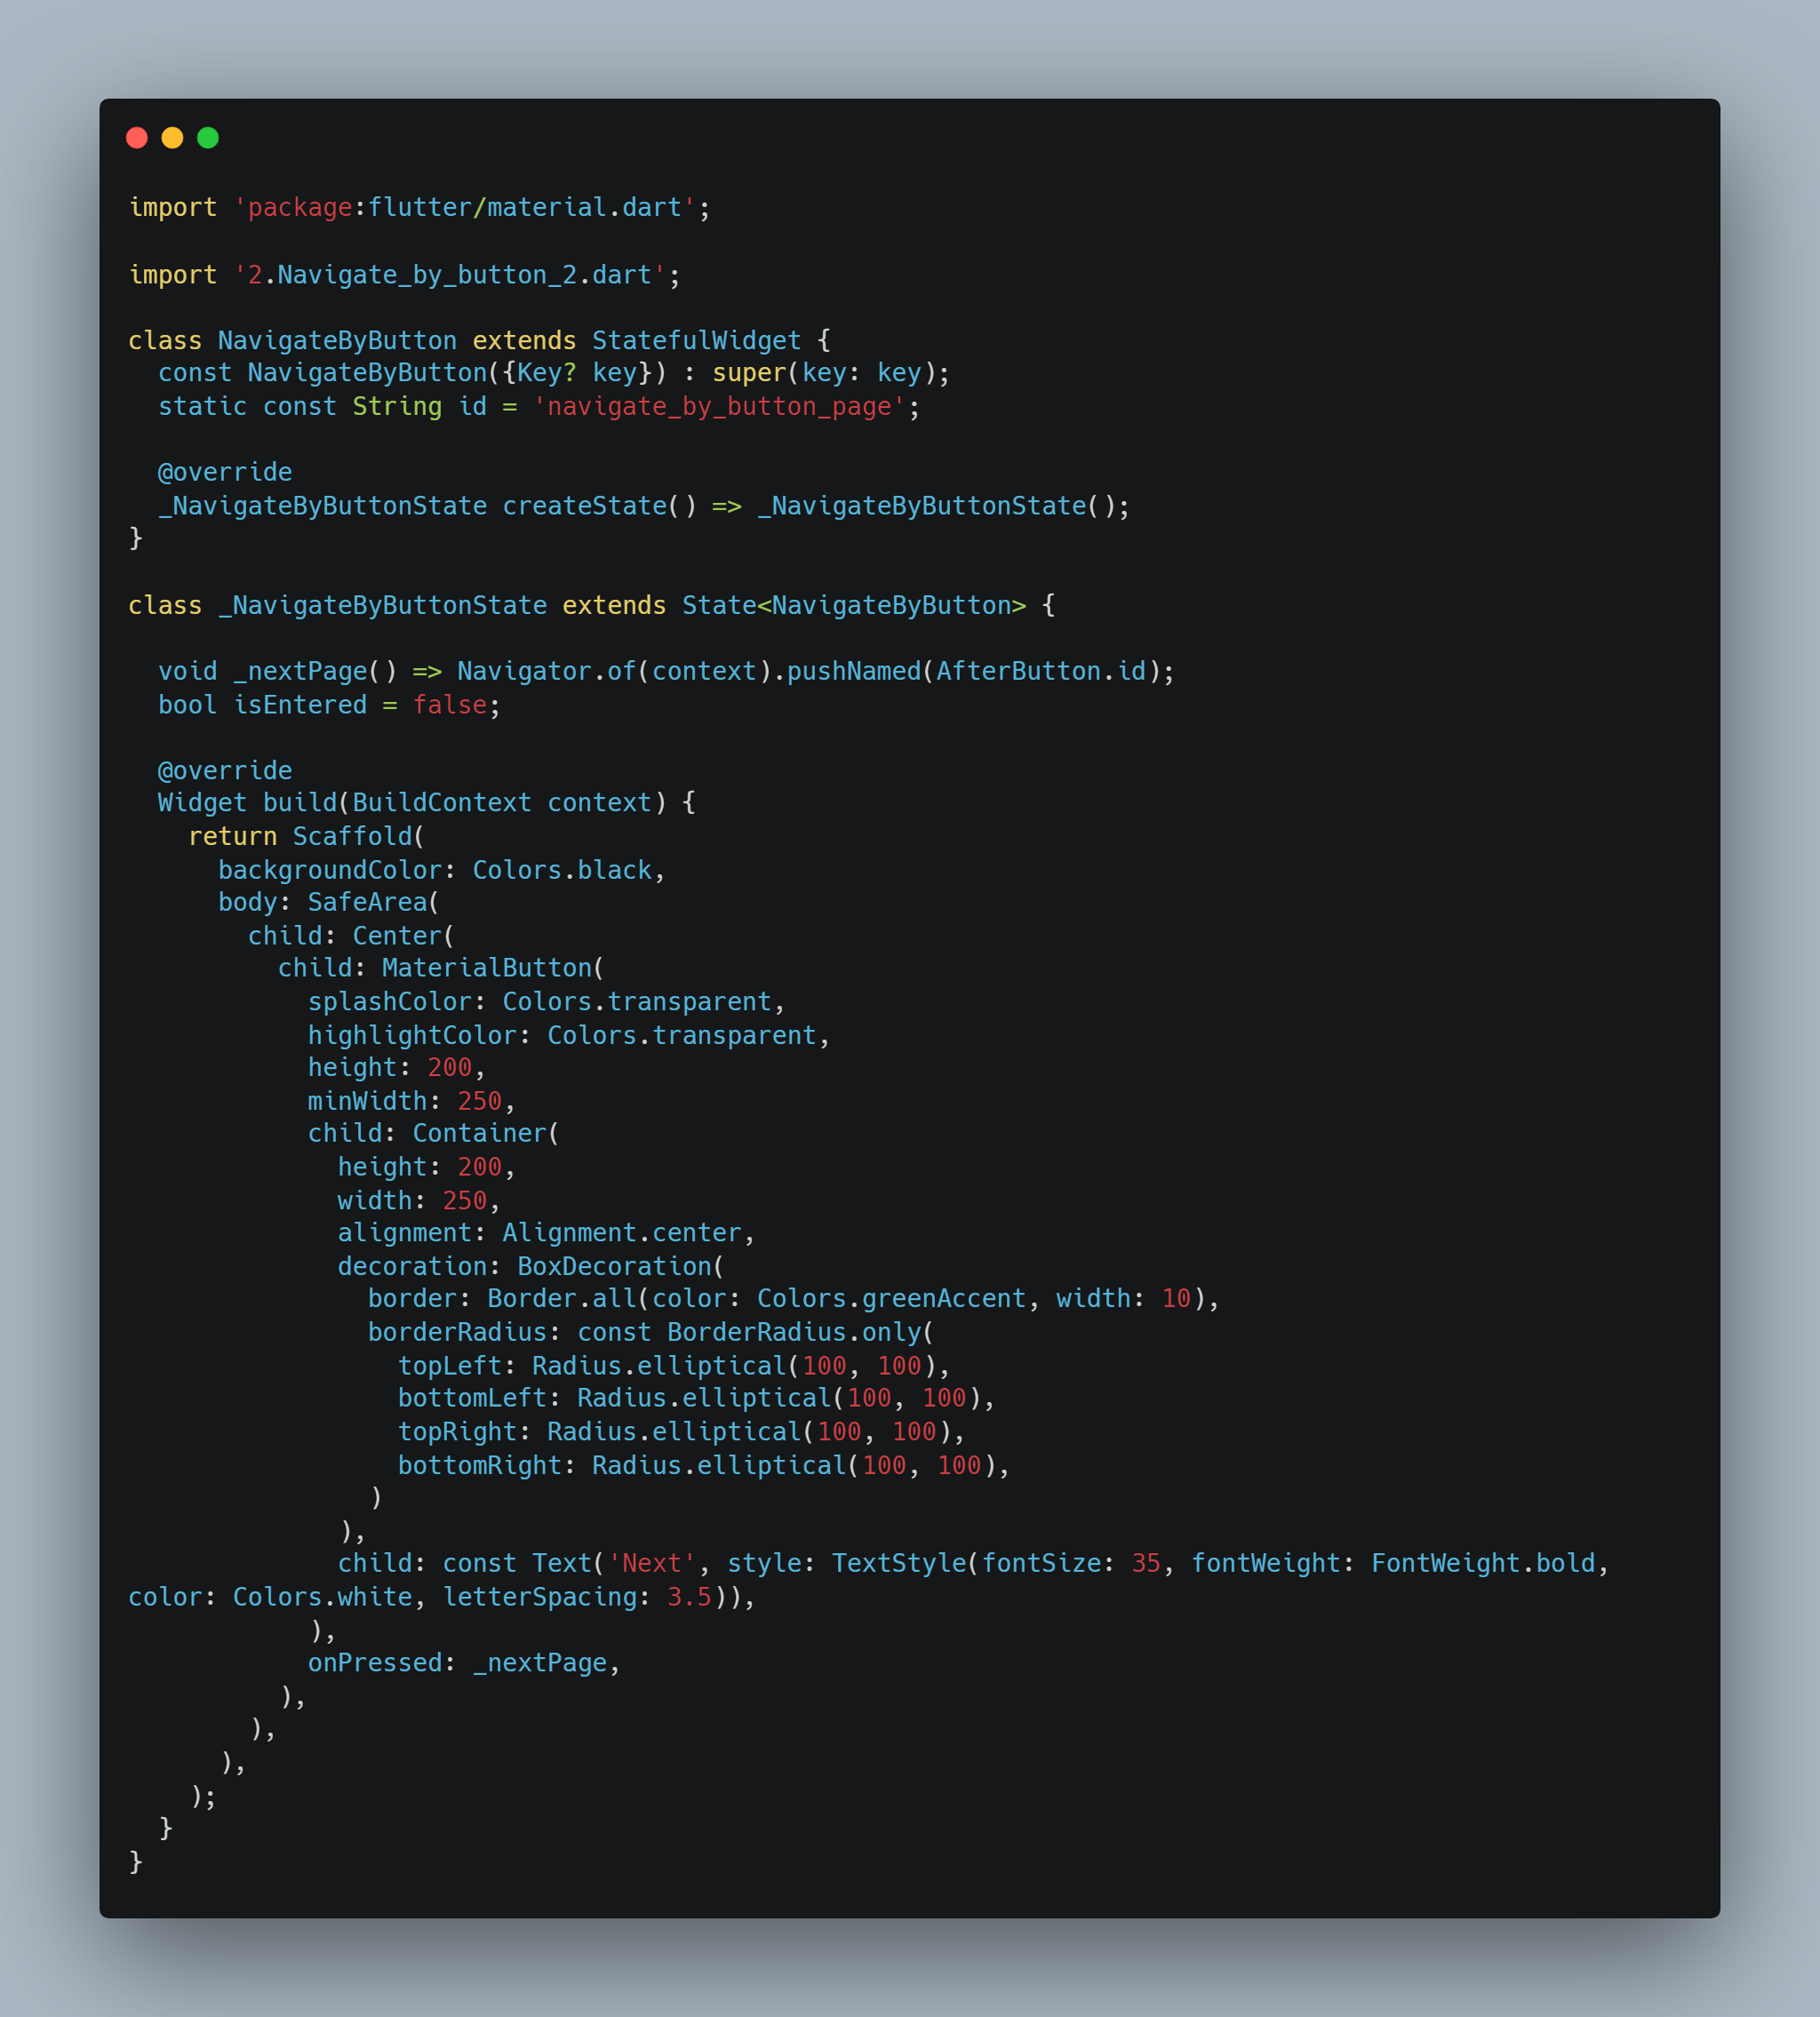 import 'package:flutter/material.dart';

import '2.Navigate_by_button_2.dart';

class NavigateByButton extends StatefulWidget {
  const NavigateByButton({Key? key}) : super(key: key);
  static const String id = 'navigate_by_button_page';

  @override
  _NavigateByButtonState createState() => _NavigateByButtonState();
}

class _NavigateByButtonState extends State<NavigateByButton> {

  void _nextPage() => Navigator.of(context).pushNamed(AfterButton.id);
  bool isEntered = false;

  @override
  Widget build(BuildContext context) {
    return Scaffold(
      backgroundColor: Colors.black,
      body: SafeArea(
        child: Center(
          child: MaterialButton(
            splashColor: Colors.transparent,
            highlightColor: Colors.transparent,
            height: 200,
            minWidth: 250,
            child: Container(
              height: 200,
              width: 250,
              alignment: Alignment.center,
              decoration: BoxDecoration(
                border: Border.all(color: Colors.greenAccent, width: 10),
                borderRadius: const BorderRadius.only(
                  topLeft: Radius.elliptical(100, 100),
                  bottomLeft: Radius.elliptical(100, 100),
                  topRight: Radius.elliptical(100, 100),
                  bottomRight: Radius.elliptical(100, 100),
                )
              ),
              child: const Text('Next', style: TextStyle(fontSize: 35, fontWeight: FontWeight.bold,
color: Colors.white, letterSpacing: 3.5)),
            ),
            onPressed: _nextPage,
          ),
        ),
      ),
    );
  }
}